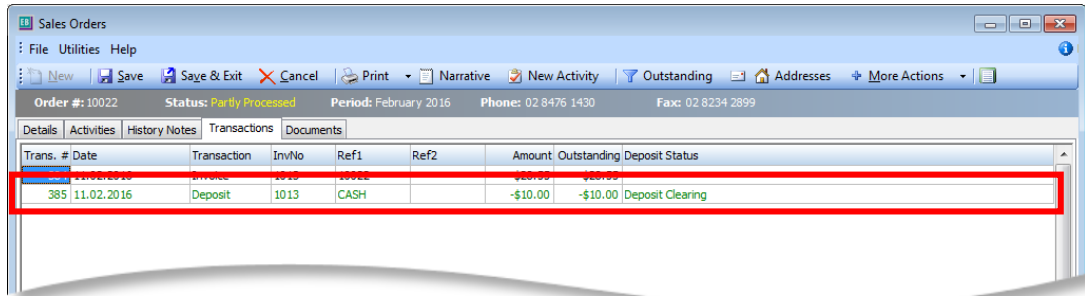 Sales Orders
File Utilities Help
New Save Save & Exit Cancel Print Narrative New Activity Outstanding Addresses More Actions
Order #: 10022 Status: Partly Processed Period: February 2016 Phone: 02 8476 1430 Fax: 02 8234 2899
Details Activities History Notes Transactions Documents
Trans. # Date Transaction InvNo Ref1 Ref2 Amount Outstanding Deposit Status
385 11.02.2016 Deposit 1013 CASH -$10.00 -$10.00 Deposit Clearing